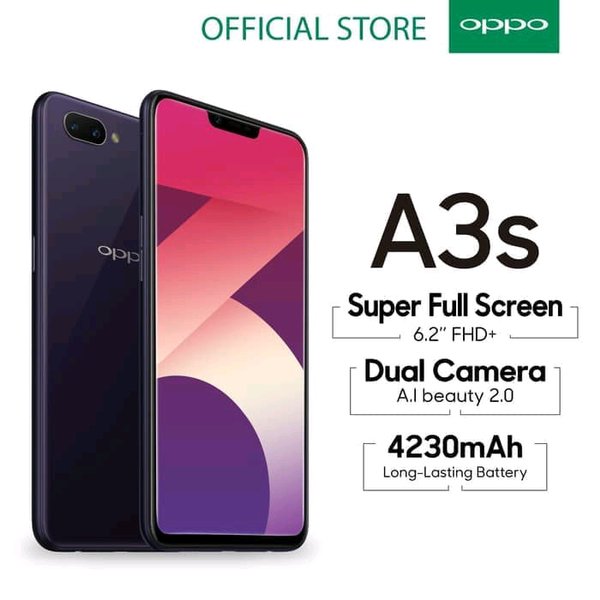 OFFICIAL STORE
oppo
oppo
A3s
Super Full Screen
6.2” FHD+
Dual Camera
A.I beauty 2.0
4230mAh
Long-Lasting Battery